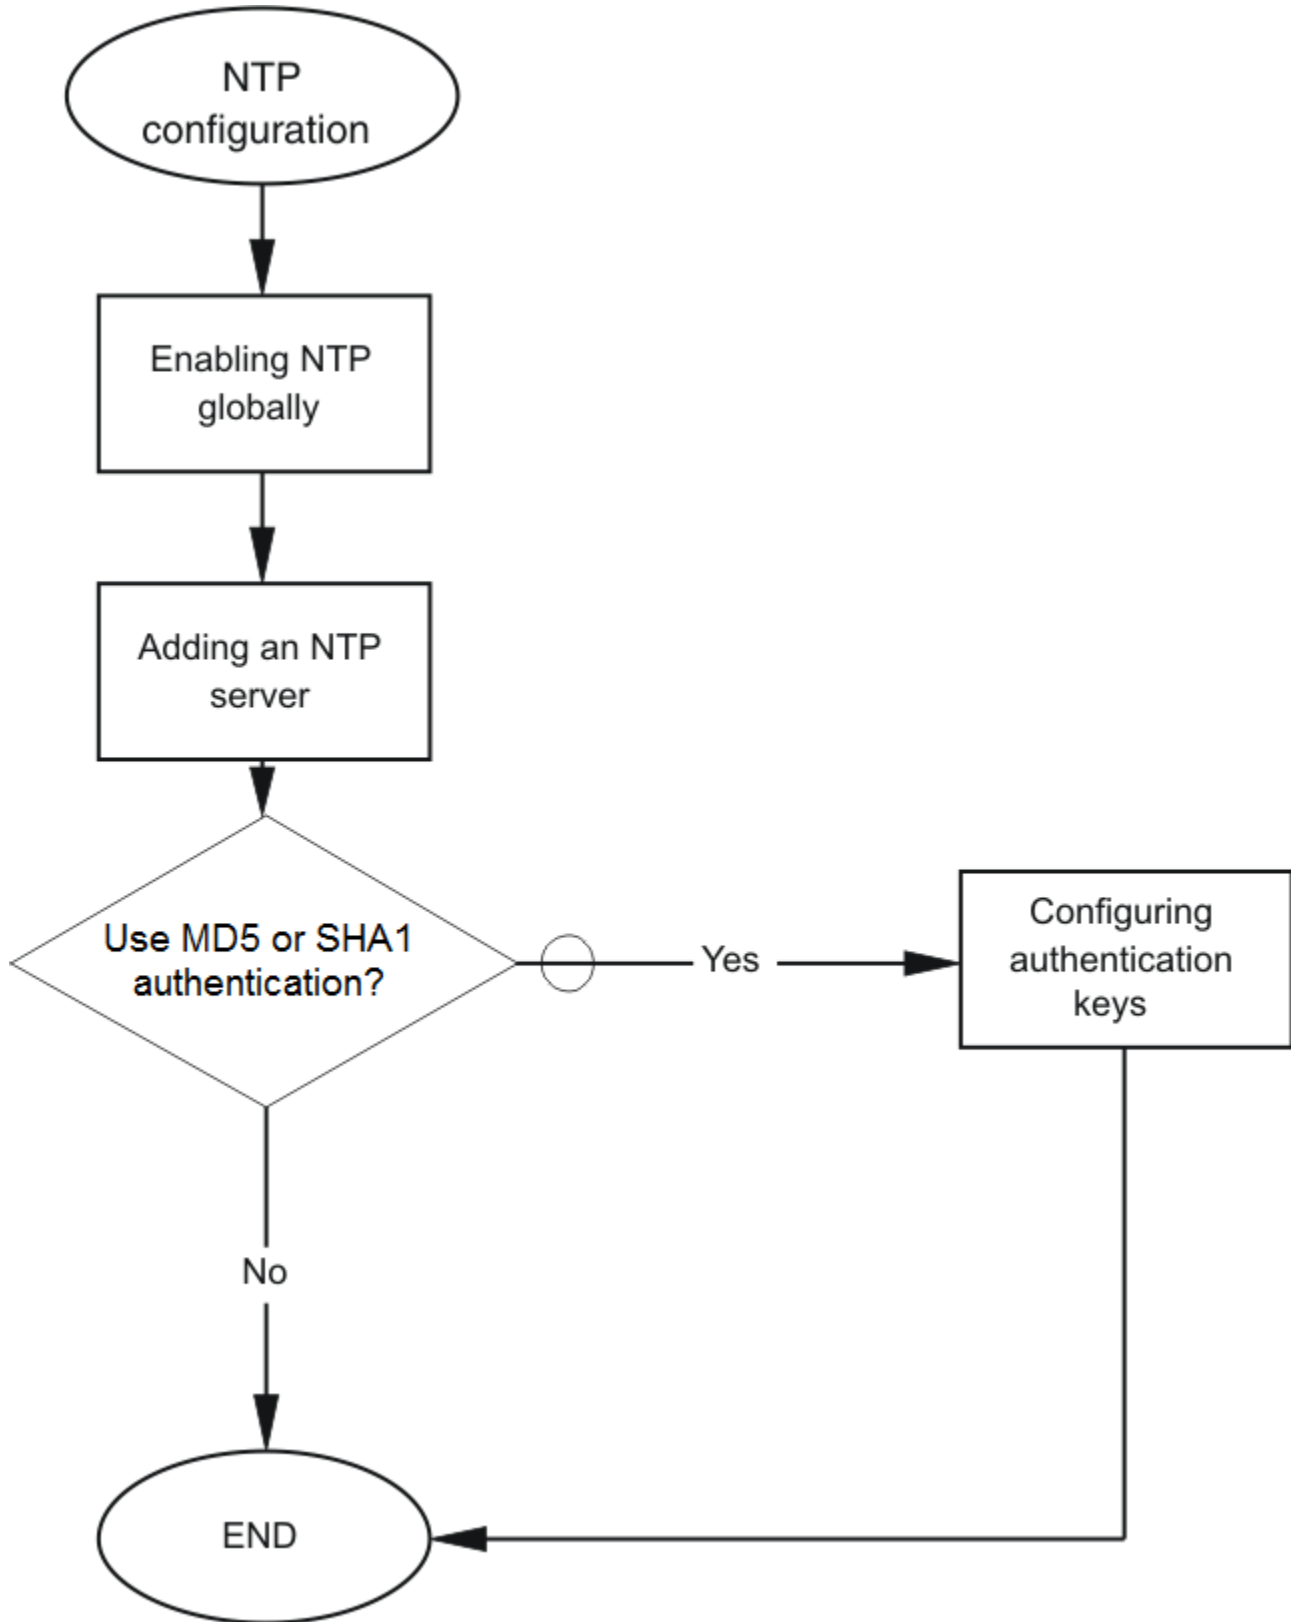 NTP
configuration
Enabling NTP
globally
Adding an NTP
server
Use MD5 or SHA1
authentication?
Yes
Configuring
authentication
keys
No
END